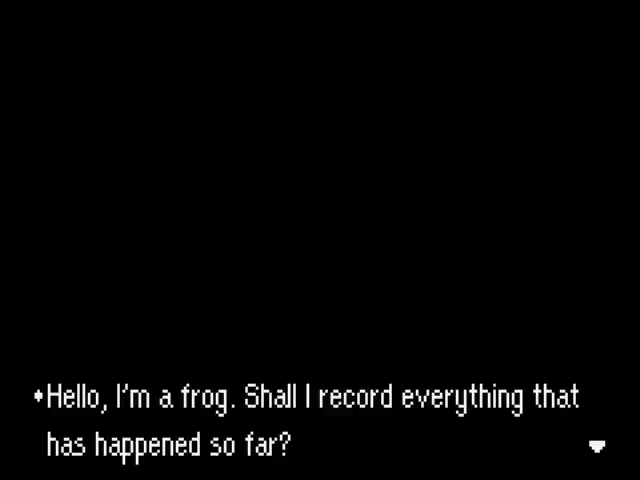 •Hello, I'm a frog. Shall I record everything that
has happened so far?